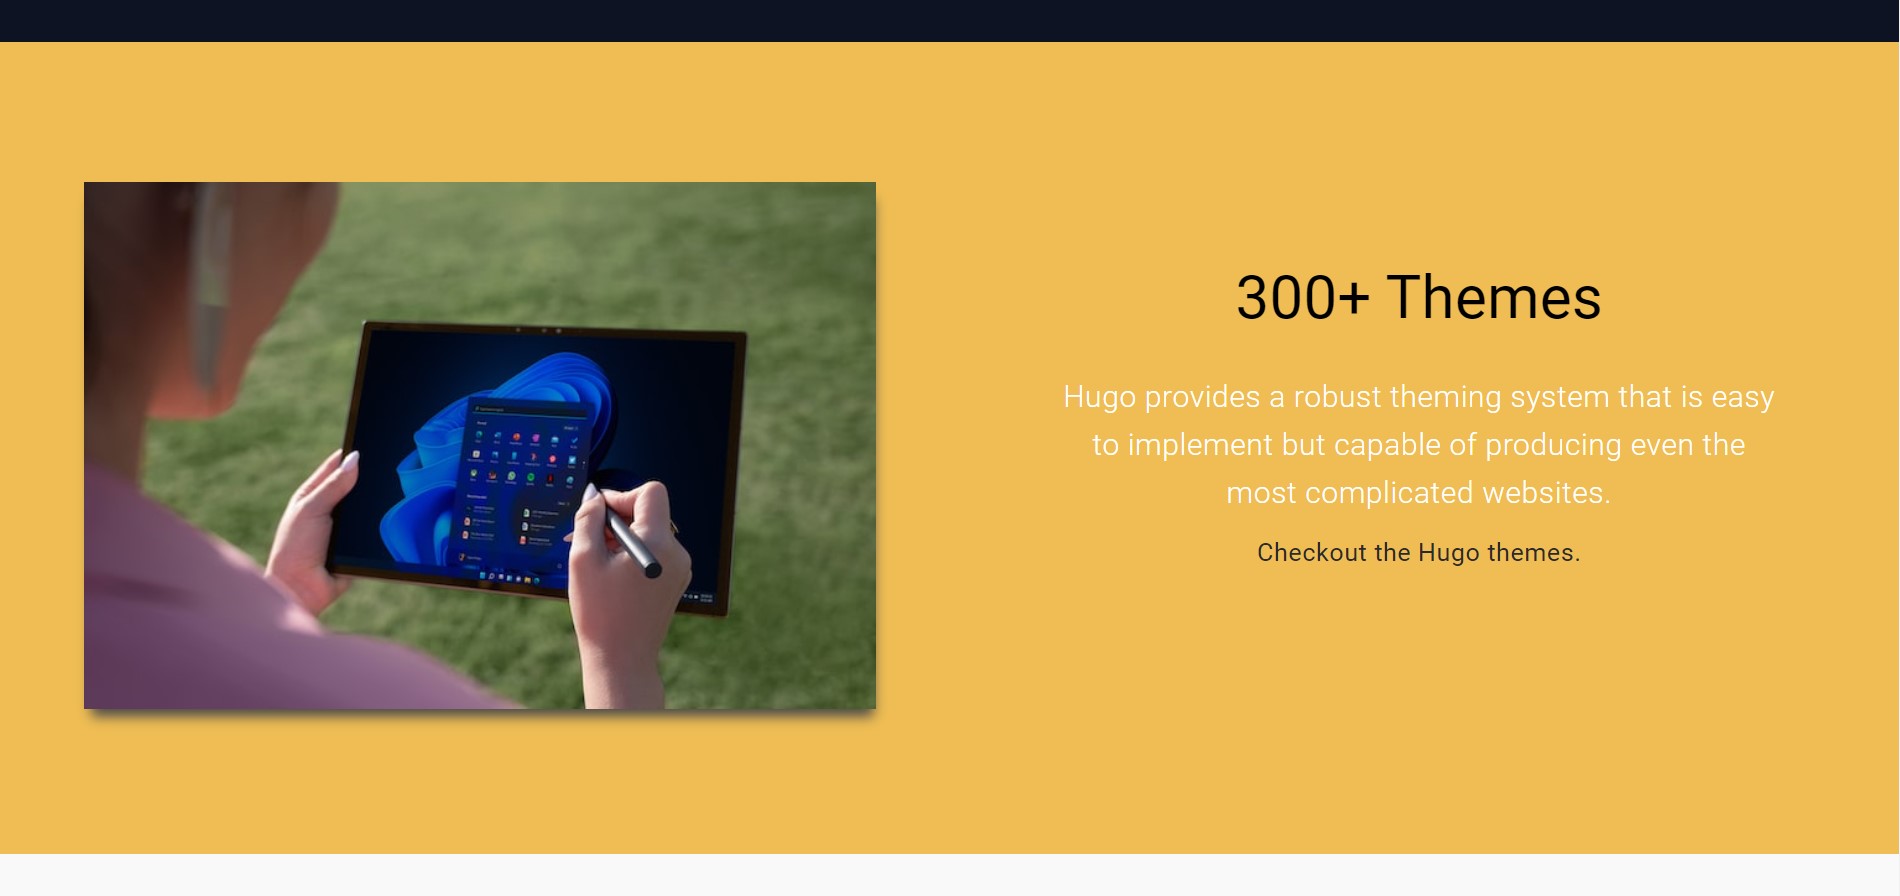 300+ Themes
Hugo provides a robust theming system that is easy
to implement but capable of producing even the
most complicated websites.
Checkout the Hugo themes.